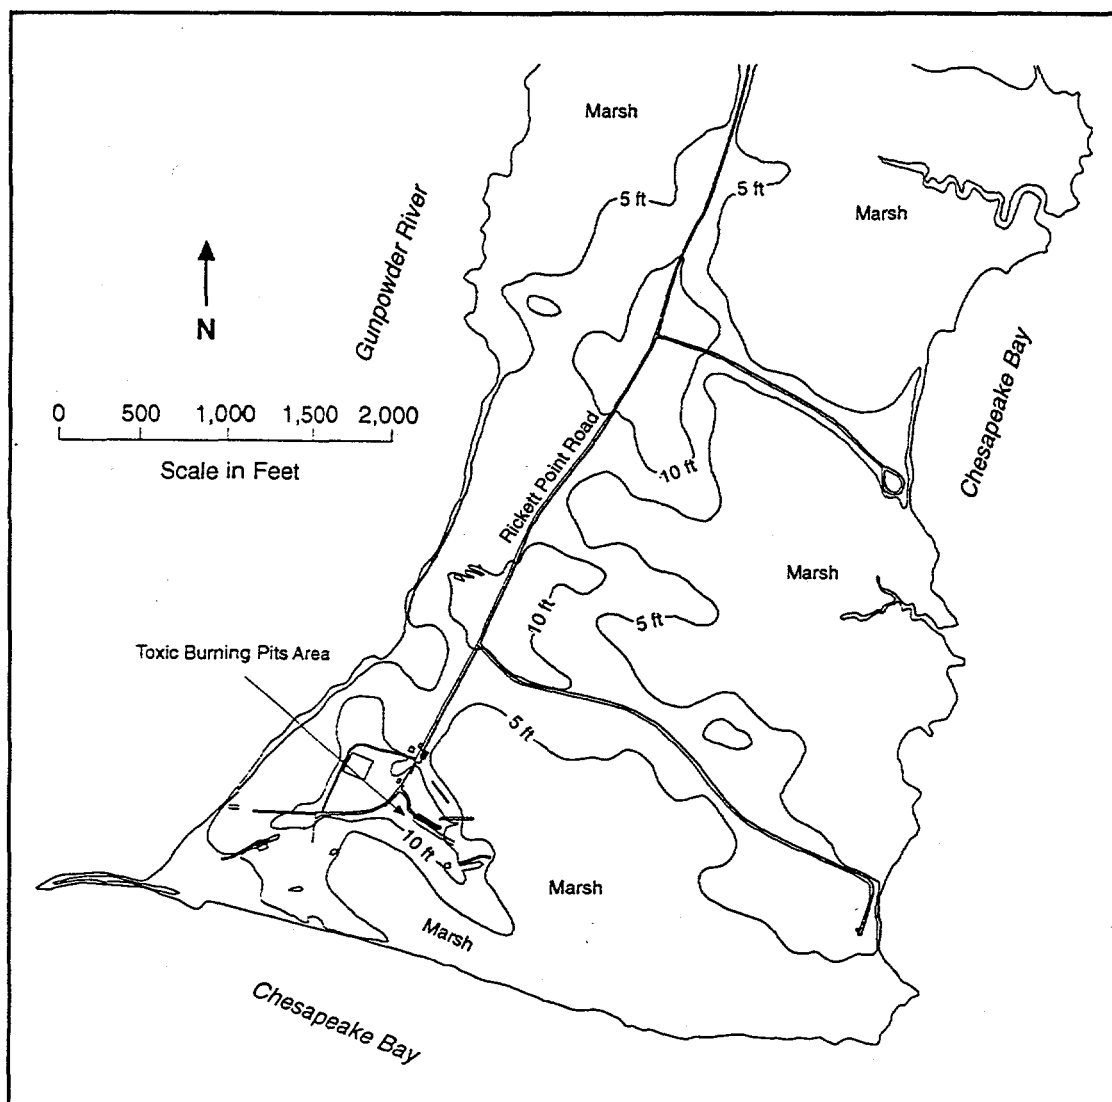 Marsh
5 ft
5 ft
Marsh
Gunpowder River
N
Chesapeake Bay
0 500 1,000 1,500 2,000
Scale in Feet
Rickett Point Road
10 ft
Marsh
10 ft
5 ft
Toxic Burning Pits Area
5 ft
10 ft
Marsh
Marsh
Chesapeake Bay